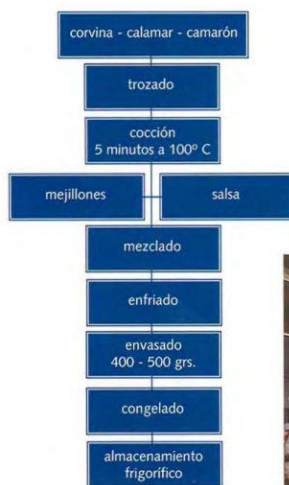 corvina - calamar - camarón
trozado
cocción
5 minutos a 100º C
mejillones
salsa
mezclado
enfriado
envasado
400 - 500 grs.
congelado
almacenamiento
frigorífico